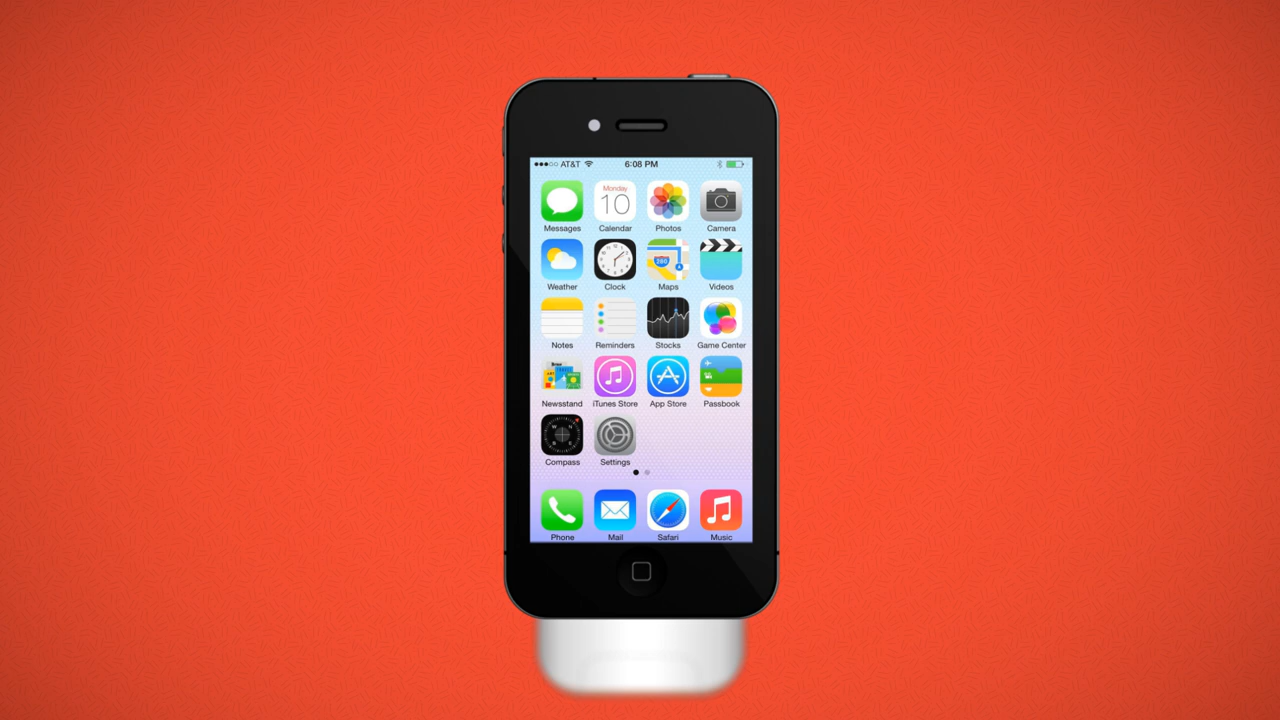 AT&T 6:08 PM
Monday
10
Messages Calendar Photos Camera
280
Weather Clock Maps Videos
Notes Reminders Stocks Game Center
Newsstand iTunes Store App Store Passbook
Compass Settings
Phone Mail Safari Music